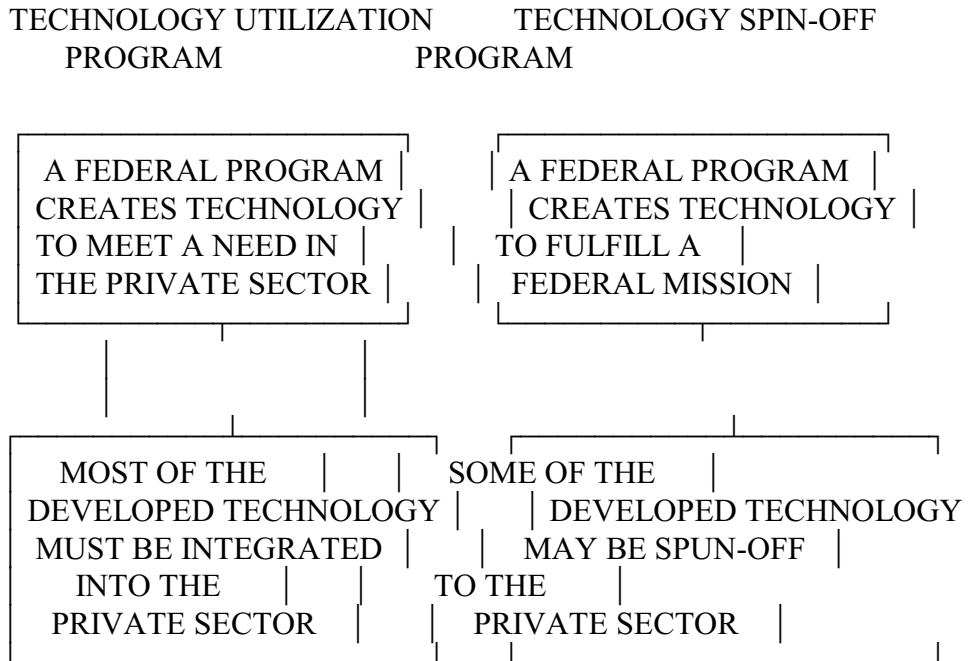 TECHNOLOGY UTILIZATION TECHNOLOGY SPIN-OFF
PROGRAM PROGRAM
A FEDERAL PROGRAM A FEDERAL PROGRAM
CREATES TECHNOLOGY CREATES TECHNOLOGY
TO MEET A NEED IN TO FULFILL A
THE PRIVATE SECTOR FEDERAL MISSION
MOST OF THE SOME OF THE
DEVELOPED TECHNOLOGY DEVELOPED TECHNOLOGY
MUST BE INTEGRATED MAY BE SPUN-OFF
INTO THE TO THE
PRIVATE SECTOR PRIVATE SECTOR